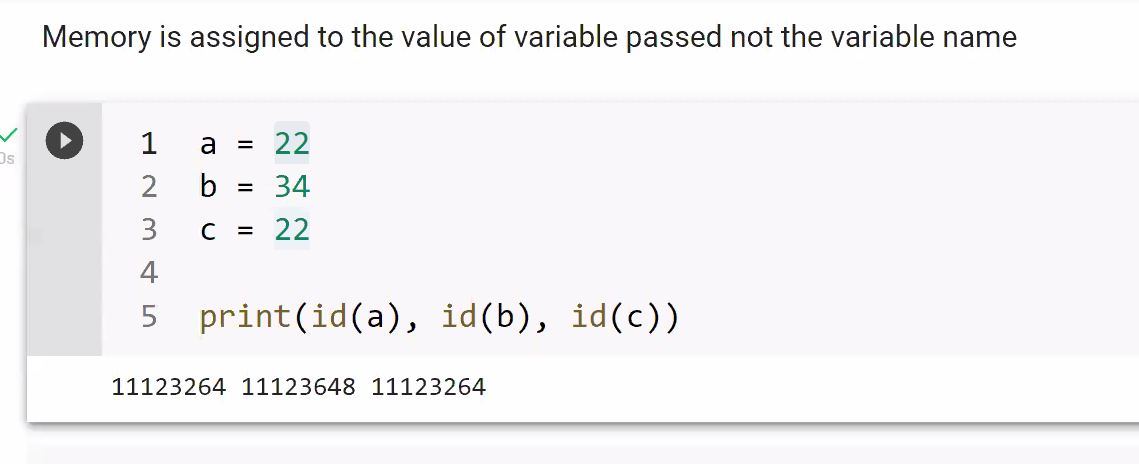 Memory is assigned to the value of variable passed not the variable name
1 a = 22
2 b = 34
3 c = 22
4
5 print(id(a), id(b), id(c))
0s
11123264 11123648 11123264